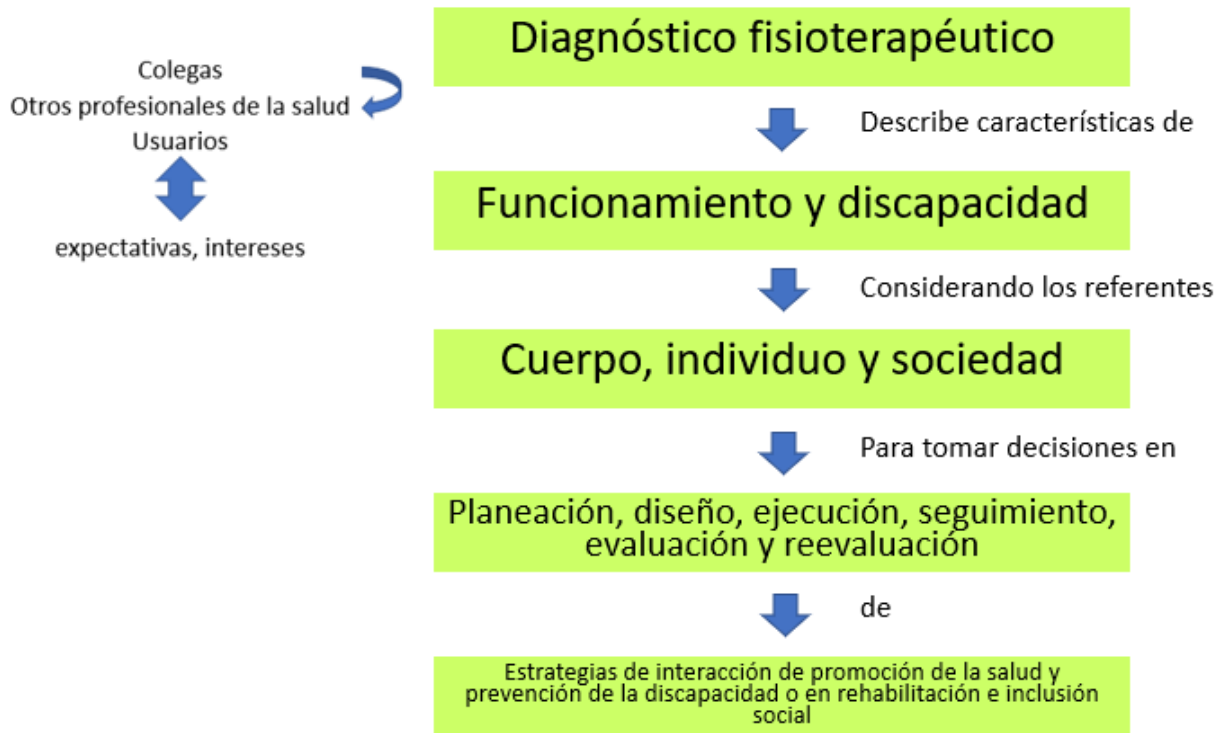 Diagnóstico fisioterapéutico
Colegas
Otros profesionales de la salud
Usuarios
expectativas, intereses
Describe características de
Funcionamiento y discapacidad
Considerando los referentes
Cuerpo, individuo y sociedad
Para tomar decisiones en
Planeación, diseño, ejecución, seguimiento,
evaluación y reevaluación
de
Estrategias de interacción de promoción de la salud y
prevención de la discapacidad o en rehabilitación e inclusión
social